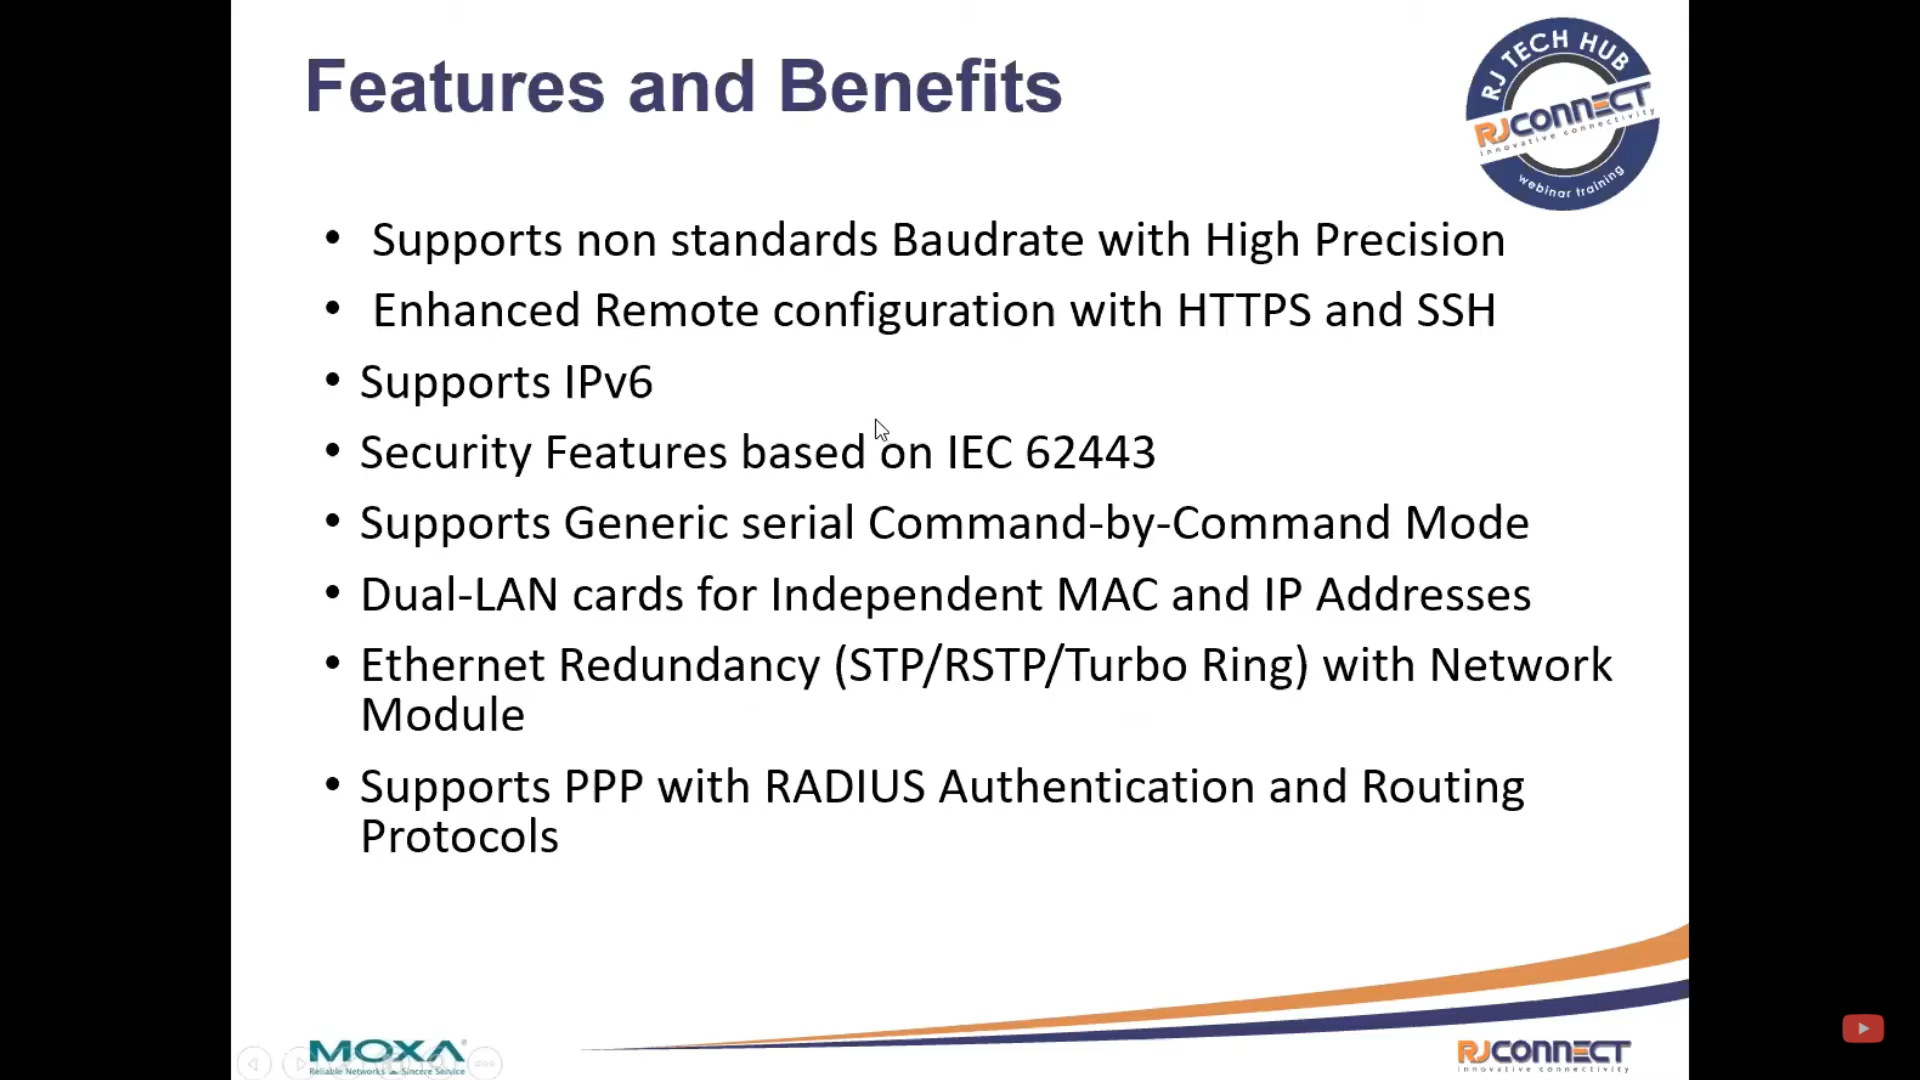 Features and Benefits
RJ TECH HUB
RJCONNECT
innovative connectivity
webinar training
• Supports non standards Baudrate with High Precision
• Enhanced Remote configuration with HTTPS and SSH
• Supports IPv6
• Security Features based on IEC 62443
• Supports Generic serial Command-by-Command Mode
• Dual-LAN cards for Independent MAC and IP Addresses
• Ethernet Redundancy (STP/RSTP/Turbo Ring) with Network
Module
• Supports PPP with RADIUS Authentication and Routing
Protocols
MOXA®
Reliable Networks ▲ Sincere Service
RJCONNECT
innovative connectivity